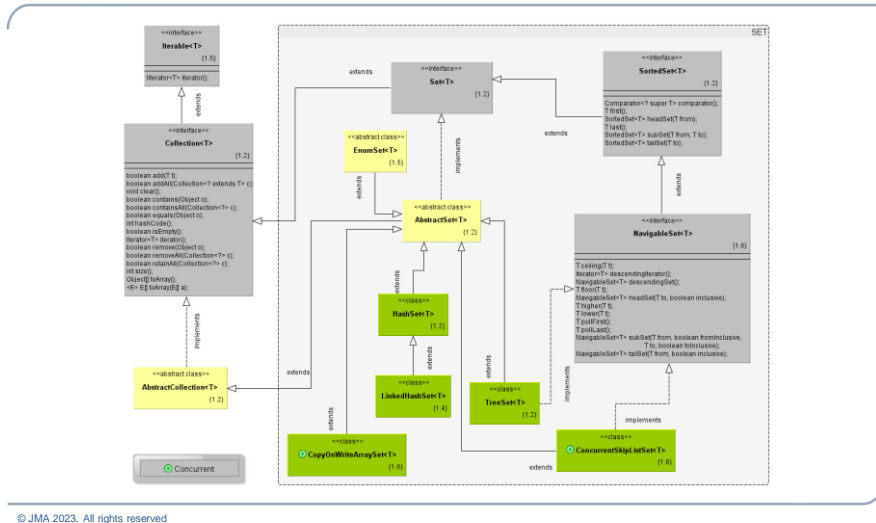 SET
<<interface>>
Iterable<T>
{1.5}
Iterator<T> iterator();
extends
<<interface>>
Collection<T>
{1.2}
boolean add(T t);
boolean addAll(Collection<? extends T> c);
void clear();
boolean contains(Object o);
boolean containsAll(Collection<?> c);
boolean equals(Object o);
int hashCode();
boolean isEmpty();
Iterator<T> iterator();
boolean remove(Object o);
boolean removeAll(Collection<?> c);
boolean retainAll(Collection<?> c);
int size();
Object[] toArray();
<E> E[] toArray(E[] a);
implements
<<abstract class>>
AbstractCollection<T>
{1.2}
Concurrent
extends
<<interface>>
Set<T>
{1.2}
extends
<<interface>>
SortedSet<T>
{1.2}
Comparator<? super T> comparator();
T first();
SortedSet<T> headSet(T from);
T last();
SortedSet<T> subSet(T from, T to);
SortedSet<T> tailSet(T to);
extends
<<abstract class>>
EnumSet<T>
{1.5}
extends
implements
<<abstract class>>
AbstractSet<T>
{1.2}
<<interface>>
NavigableSet<T>
{1.6}
T ceiling(T t);
Iterator<T> descendingIterator();
NavigableSet<T> descendingSet();
T floor(T t);
NavigableSet<T> headSet(T to, boolean inclusive);
T higher(T t);
T lower(T t);
T pollFirst();
T pollLast();
NavigableSet<T> subSet(T from, boolean fromInclusive,
T to, boolean toInclusive);
NavigableSet<T> tailSet(T from, boolean inclusive);
extends
<<class>>
HashSet<T>
{1.2}
extends
extends
<<class>>
LinkedHashSet<T>
{1.4}
extends
extends
<<class>>
TreeSet<T>
{1.2}
implements
implements
<<class>>
CopyOnWriteArraySet<T>
{1.5}
extends
<<class>>
ConcurrentSkipListSet<T>
{1.6}
© JMA 2023. All rights reserved